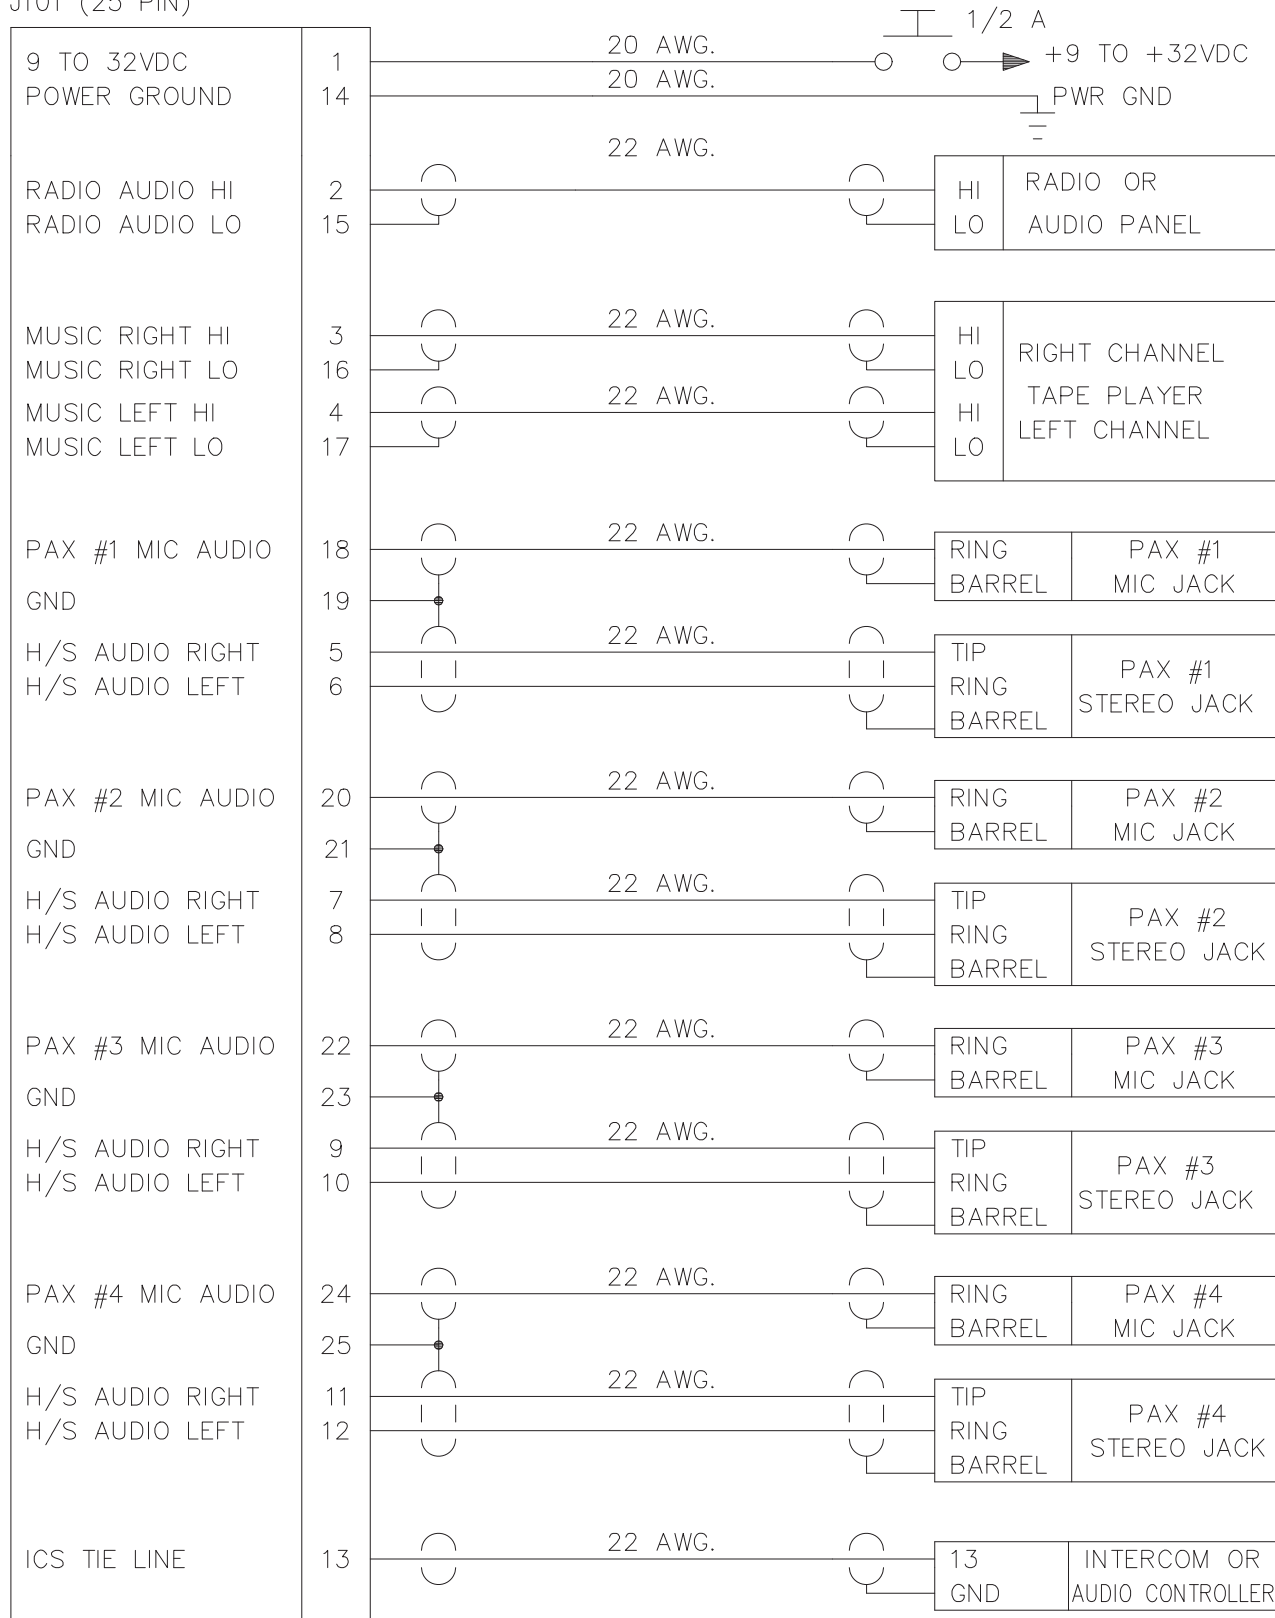 J101 (25 PIN)
1/2 A
9 TO 32VDC 1 20 AWG. +9 TO +32VDC
POWER GROUND 14 20 AWG. PWR GND
22 AWG.
RADIO AUDIO HI 2 HI RADIO OR
RADIO AUDIO LO 15 LO AUDIO PANEL
MUSIC RIGHT HI 3 22 AWG. HI
RIGHT CHANNEL
MUSIC RIGHT LO 16 LO
TAPE PLAYER
MUSIC LEFT HI 4 22 AWG. HI
LEFT CHANNEL
MUSIC LEFT LO 17 LO
PAX #1 MIC AUDIO 18 22 AWG. RING PAX #1
BARREL MIC JACK
GND 19
H/S AUDIO RIGHT 5 22 AWG. TIP
PAX #1
H/S AUDIO LEFT 6 RING
STEREO JACK
BARREL
PAX #2 MIC AUDIO 20 22 AWG. RING PAX #2
BARREL MIC JACK
GND 21
H/S AUDIO RIGHT 7 22 AWG. TIP
PAX #2
H/S AUDIO LEFT 8 RING
STEREO JACK
BARREL
PAX #3 MIC AUDIO 22 22 AWG. RING PAX #3
BARREL MIC JACK
GND 23
H/S AUDIO RIGHT 9 22 AWG. TIP
PAX #3
H/S AUDIO LEFT 10 RING
STEREO JACK
BARREL
PAX #4 MIC AUDIO 24 22 AWG. RING PAX #4
BARREL MIC JACK
GND 25
H/S AUDIO RIGHT 11 22 AWG. TIP
PAX #4
H/S AUDIO LEFT 12 RING
STEREO JACK
BARREL
ICS TIE LINE 13 22 AWG. 13 INTERCOM OR
GND AUDIO CONTROLLER